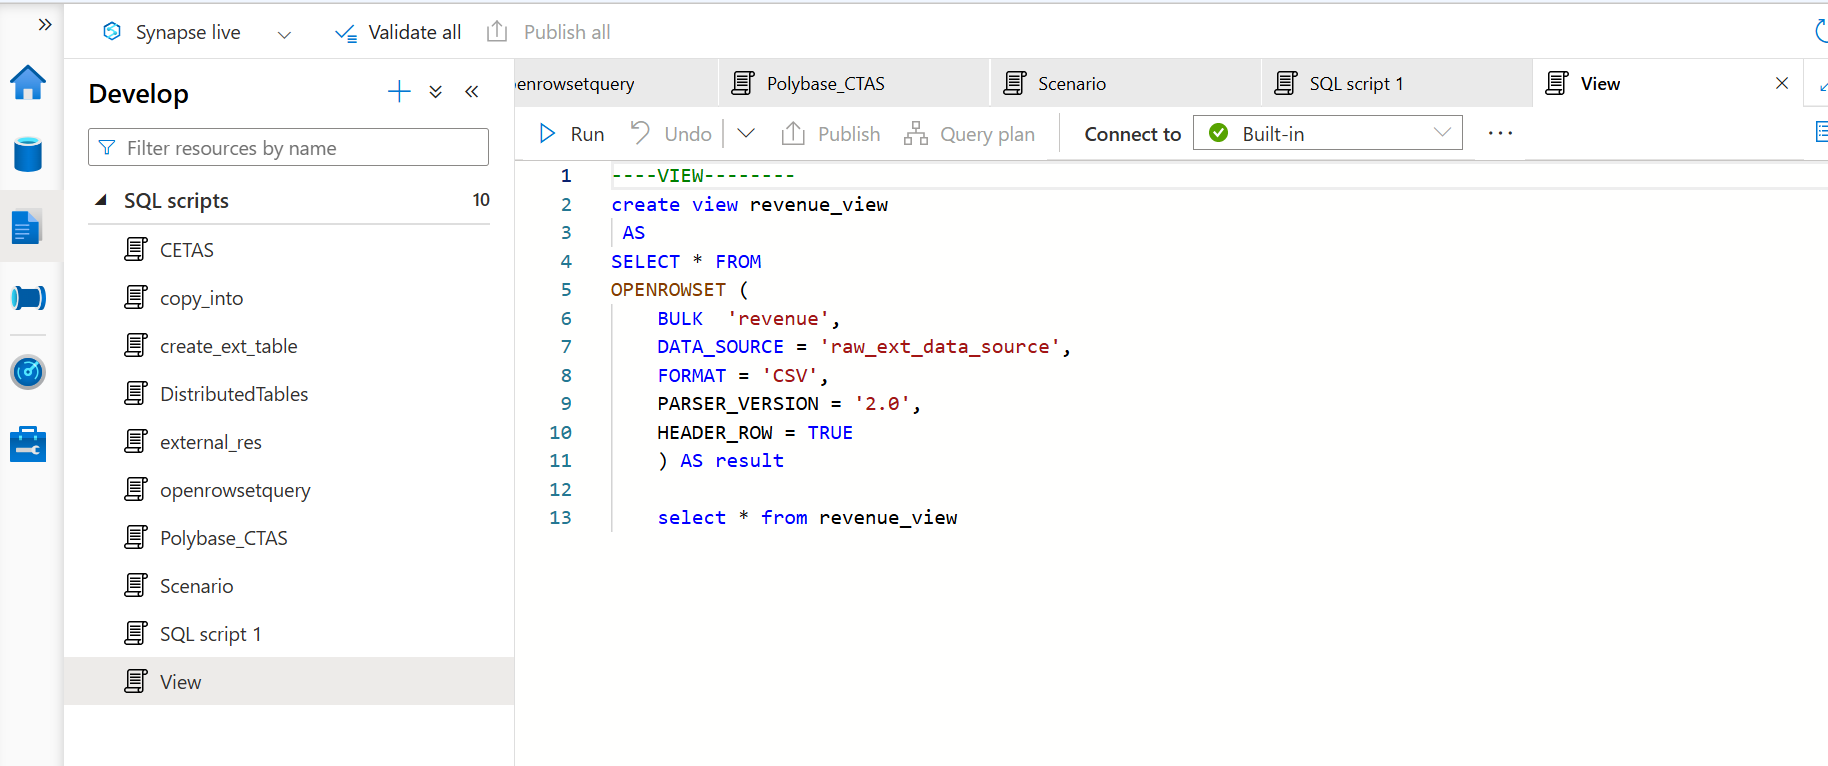 Synapse live Validate all Publish all
Develop
Filter resources by name
SQL scripts 10
CETAS
copy_into
create_ext_table
DistributedTables
external_res
openrowsetquery
Polybase_CTAS
Scenario
SQL script 1
View
enrowsetquery Polybase_CTAS Scenario SQL script 1 View
Run Undo Publish Query plan Connect to Built-in
1 ----VIEW--------
2 create view revenue_view
3 AS
4 SELECT * FROM
5 OPENROWSET (
6 BULK 'revenue',
7 DATA_SOURCE = 'raw_ext_data_source',
8 FORMAT = 'CSV',
9 PARSER_VERSION = '2.0',
10 HEADER_ROW = TRUE
11 ) AS result
12
13 select * from revenue_view